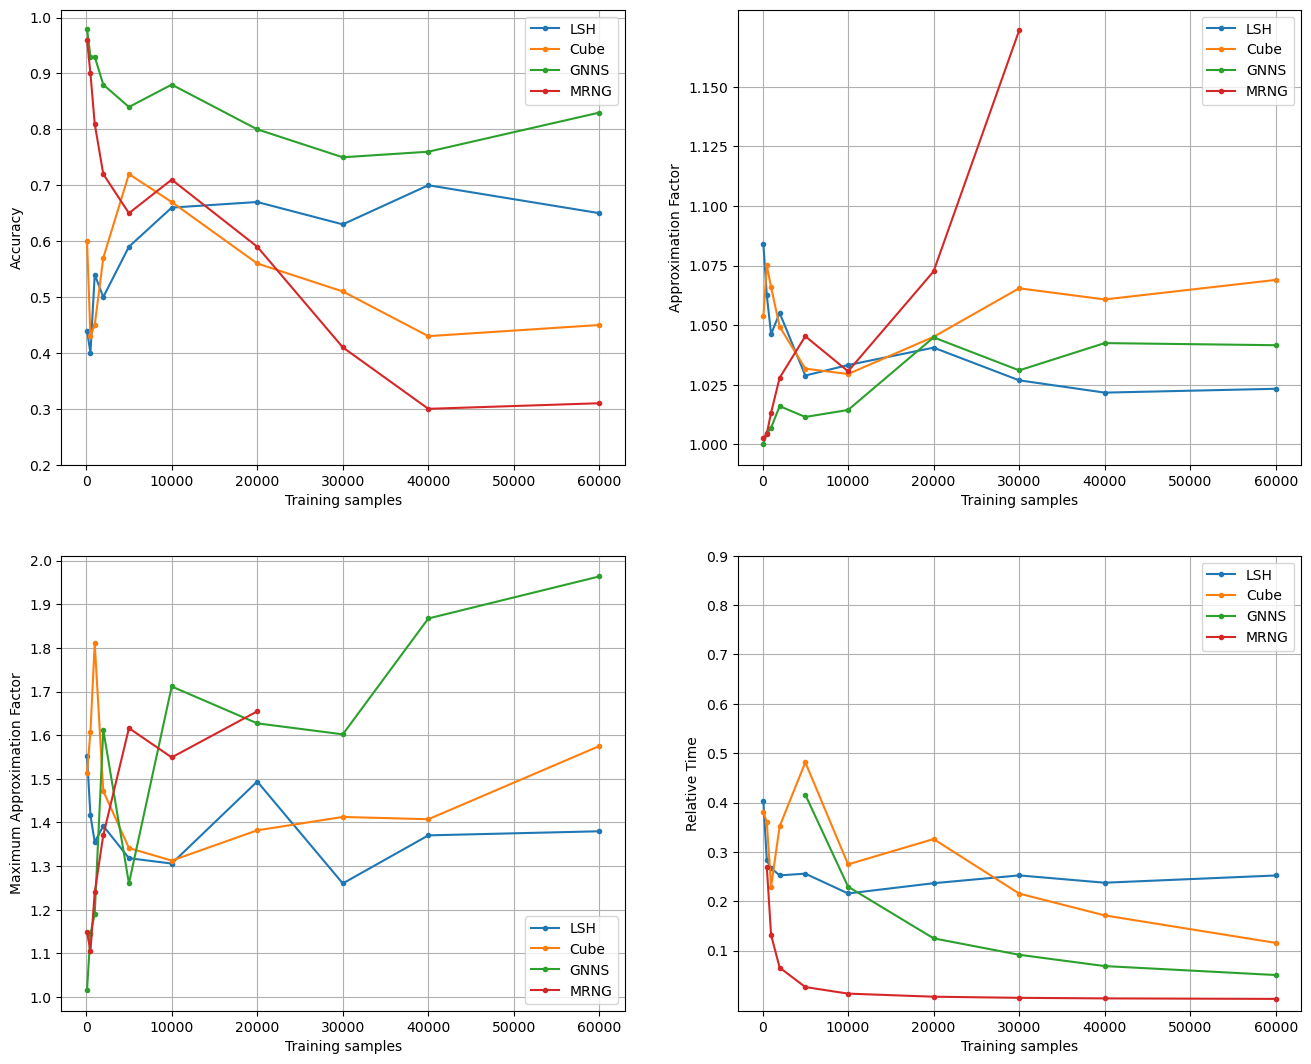 1.0
0.9
0.8
0.7
0.6
0.5
0.4
0.3
0.2
Accuracy
0 10000 20000 30000 40000 50000 60000
Training samples
LSH
Cube
GNNS
MRNG
1.150
1.125
1.100
1.075
1.050
1.025
1.000
Approximation Factor
0 10000 20000 30000 40000 50000 60000
Training samples
LSH
Cube
GNNS
MRNG
2.0
1.9
1.8
1.7
1.6
1.5
1.4
1.3
1.2
1.1
1.0
Maximum Approximation Factor
0 10000 20000 30000 40000 50000 60000
Training samples
LSH
Cube
GNNS
MRNG
0.9
0.8
0.7
0.6
0.5
0.4
0.3
0.2
0.1
Relative Time
0 10000 20000 30000 40000 50000 60000
Training samples
LSH
Cube
GNNS
MRNG